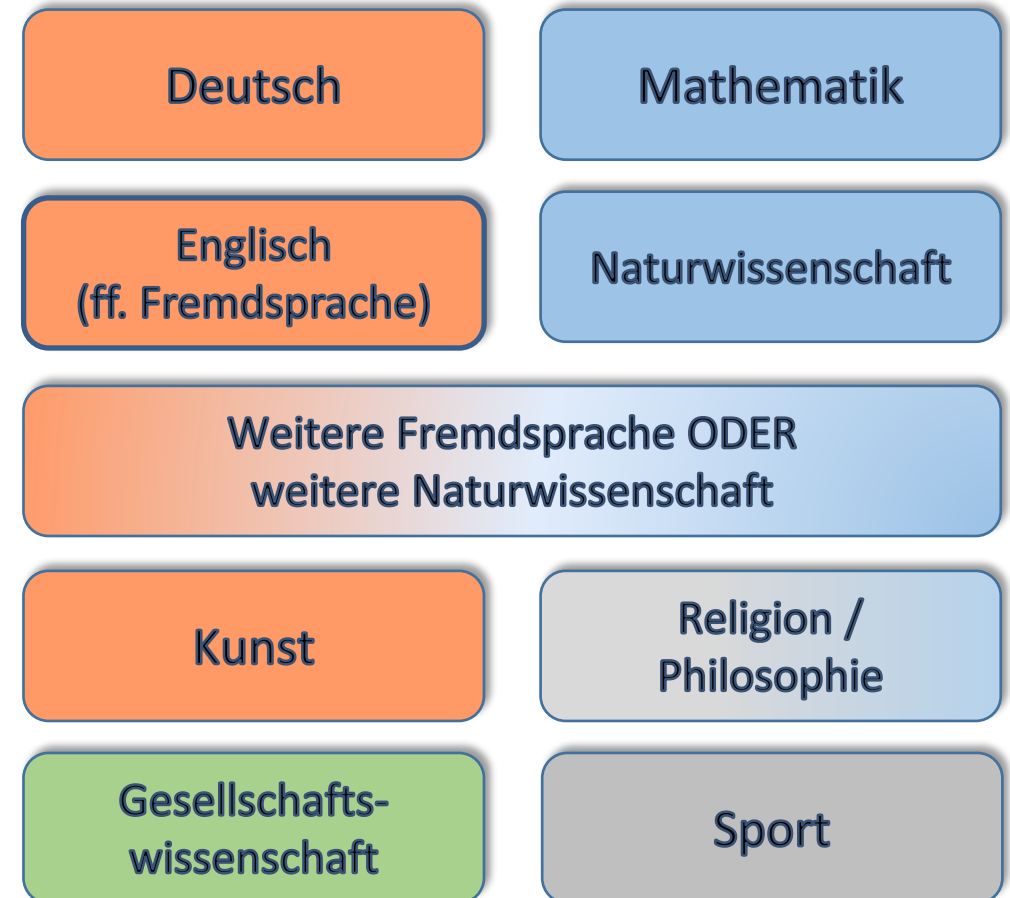 Deutsch
Mathematik
Englisch
(ff. Fremdsprache)
Naturwissenschaft
Weitere Fremdsprache ODER
weitere Naturwissenschaft
Kunst
Religion /
Philosophie
Gesellschafts-
wissenschaft
Sport